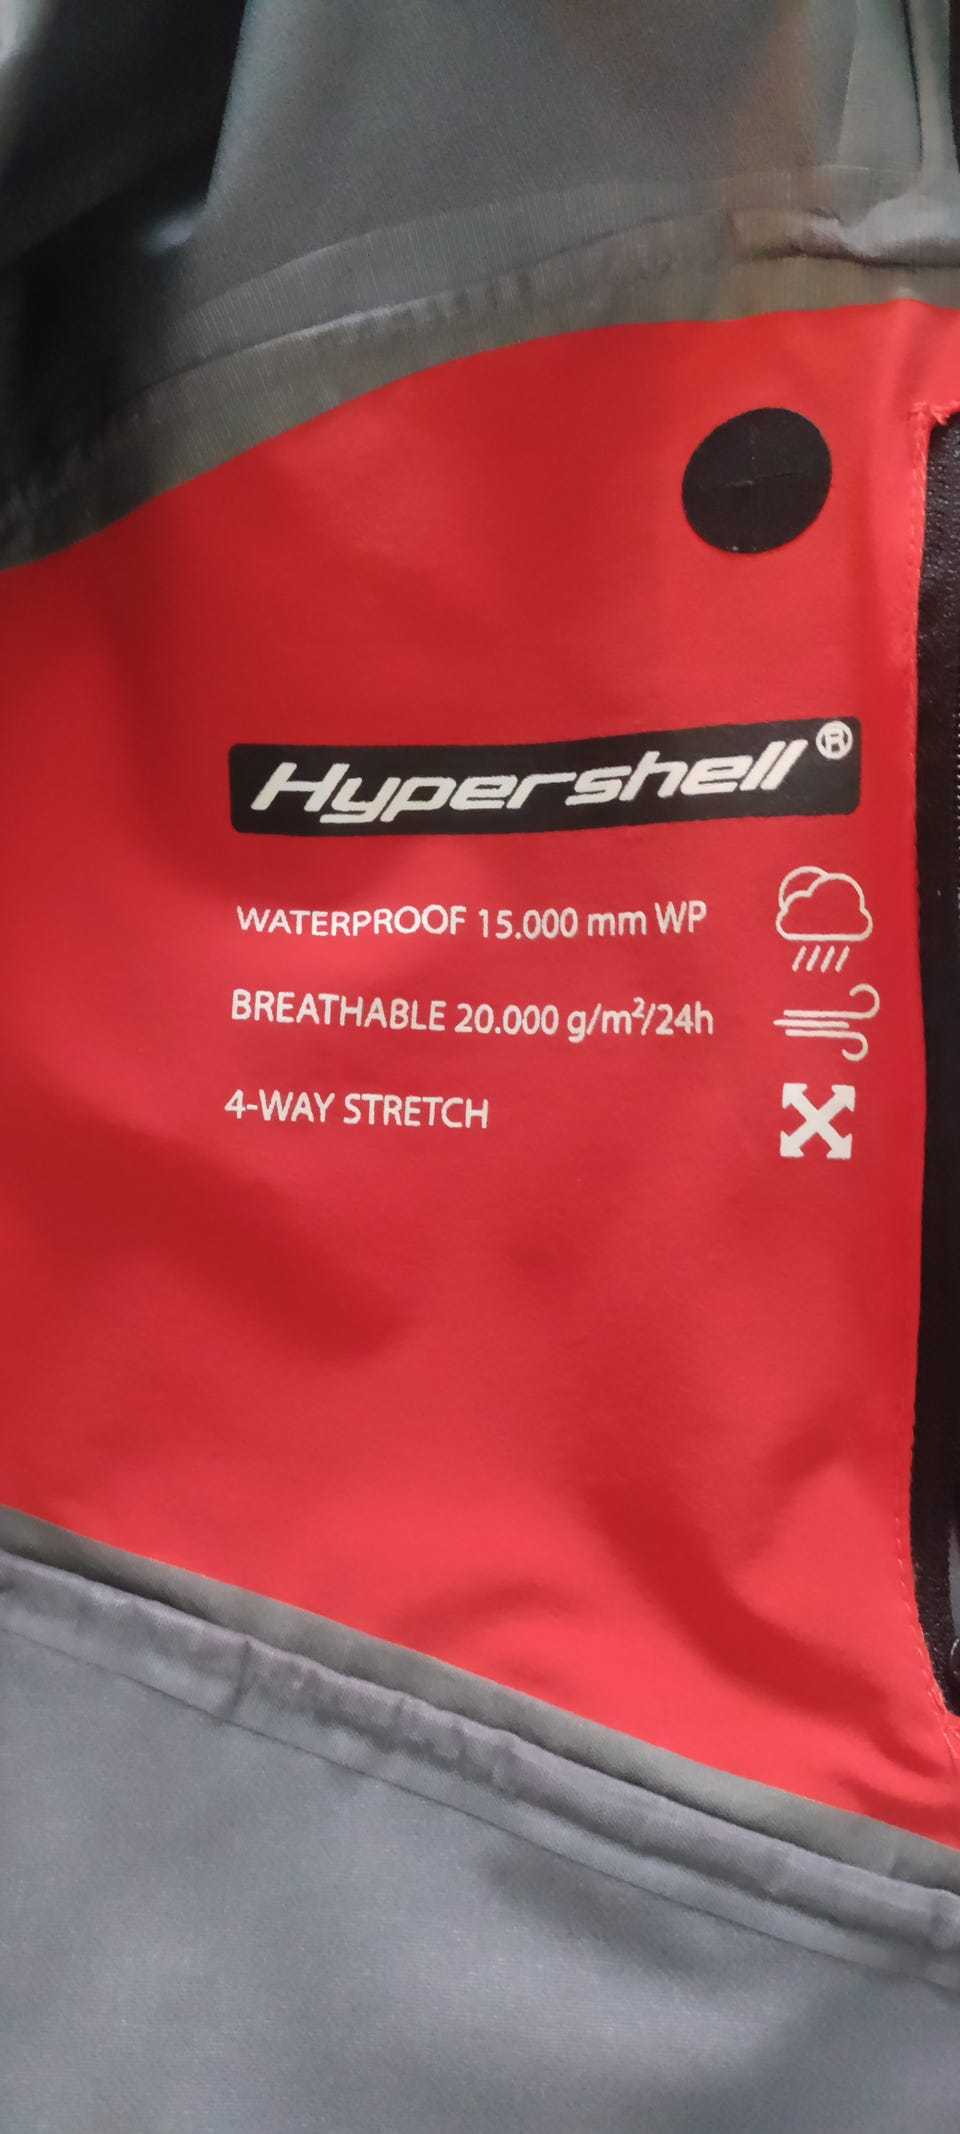 Hypershell®
WATERPROOF 15.000 mm WP
BREATHABLE 20.000 g/m²/24h
4-WAY STRETCH